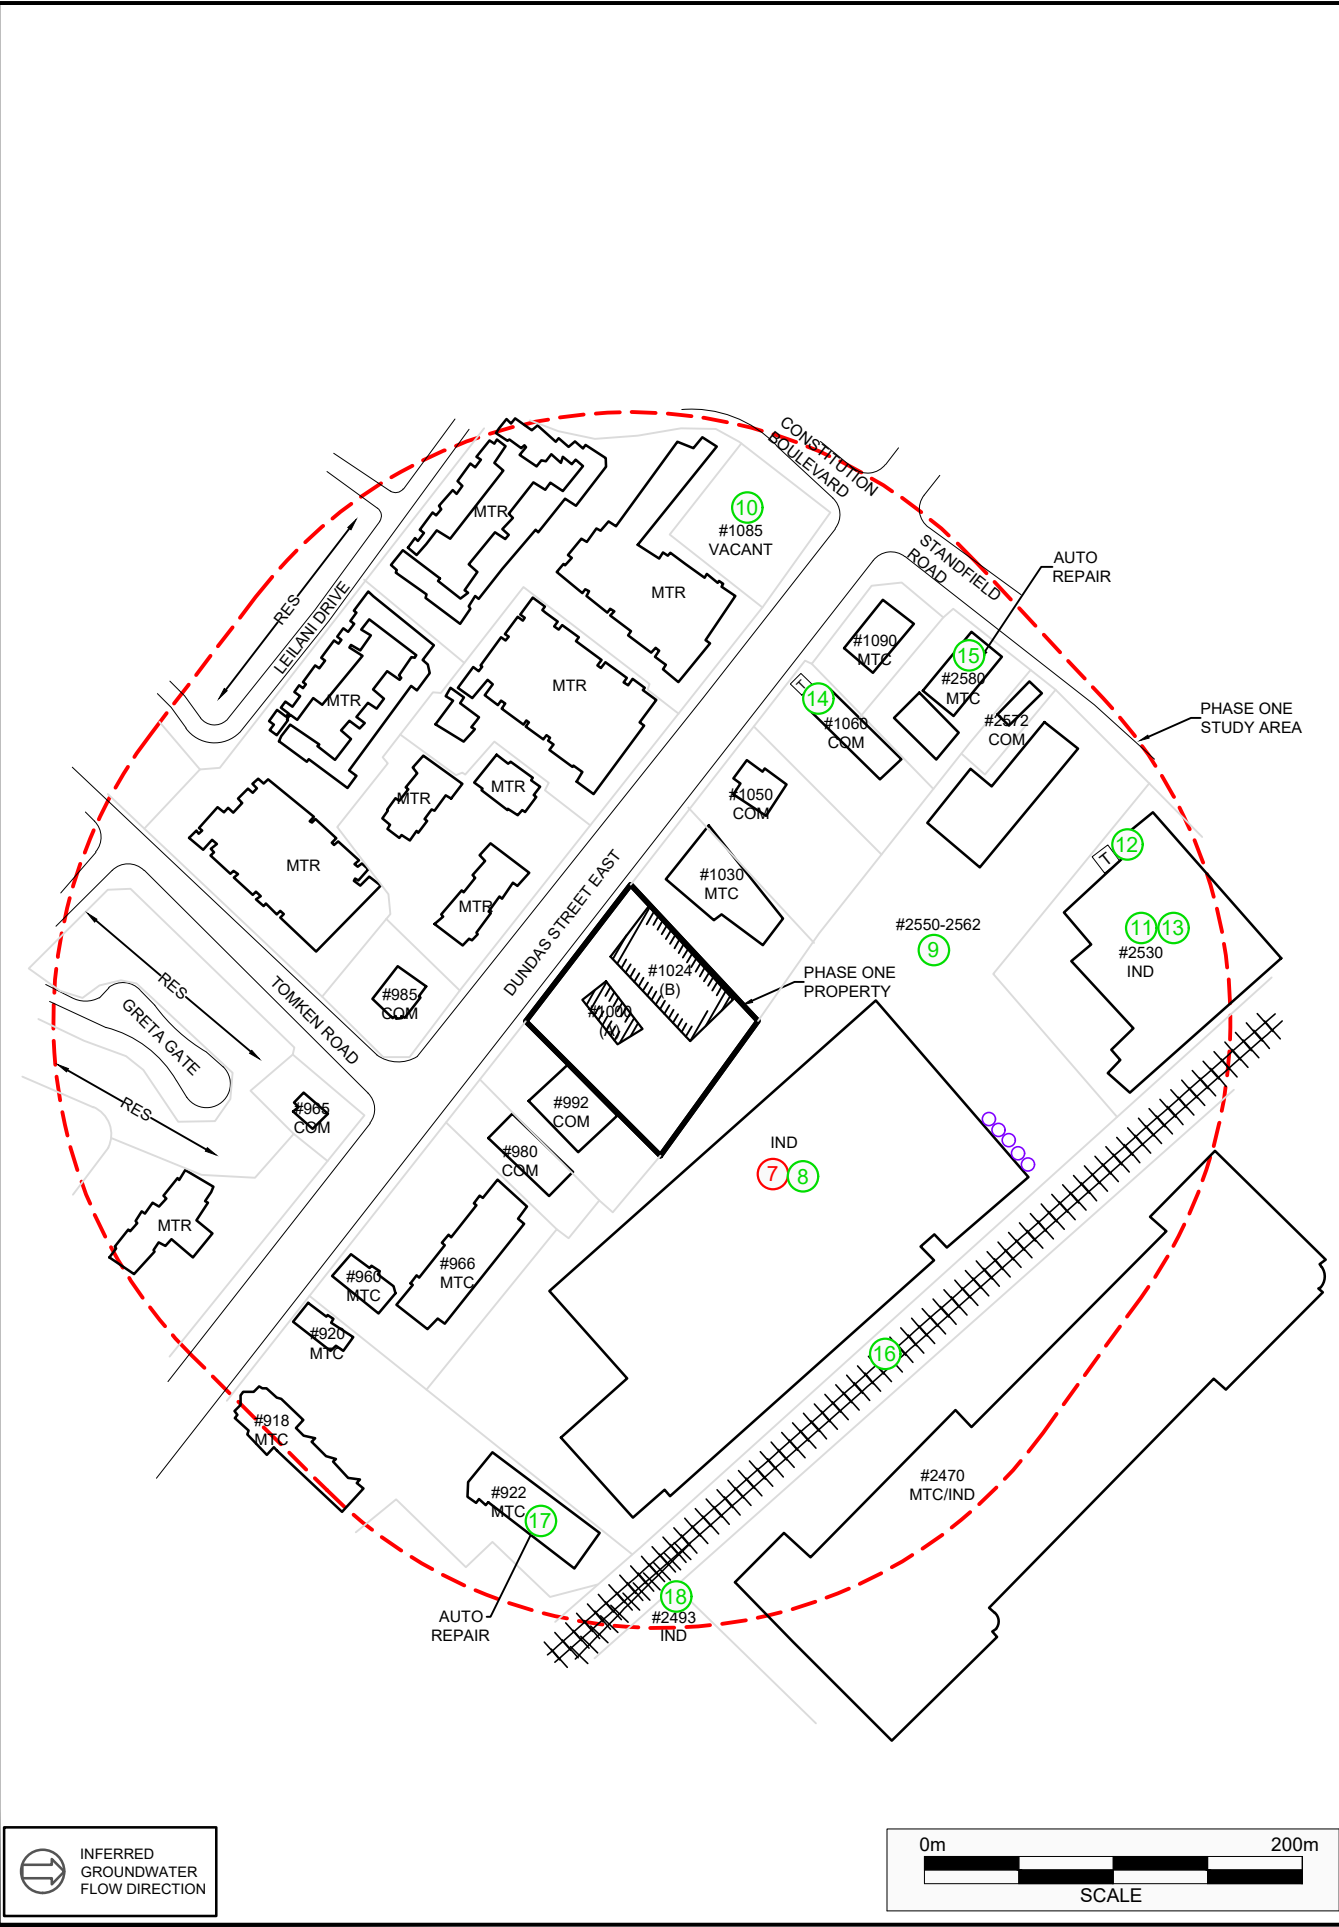 CONSTITUTION
BOULEVARD
10
#1085
VACANT
MTR
STANDFIELD
ROAD
AUTO
REPAIR
RES
LEILANI DRIVE
MTR
#1090
MTC
15
#2580
MTC
MTR
MTR
T
14
#1060
COM
#2572
COM
PHASE ONE
STUDY AREA
MTR
MTR
#1050
COM
MTR
MTR
DUNDAS STREET EAST
#1030
MTC
T
12
#2550-2562
9
11
13
#2530
IND
RES
GRETA GATE
TOMKEN ROAD
#985
COM
#1024
(B)
#1000
(A)
PHASE ONE
PROPERTY
RES
#965
COM
#992
COM
#980
COM
IND
7
8
MTR
#960
MTC
#966
MTC
#920
MTC
16
#918
MTC
#922
MTC
17
#2470
MTC/IND
AUTO
REPAIR
18
#2493
IND
INFERRED
GROUNDWATER
FLOW DIRECTION
0m
200m
SCALE